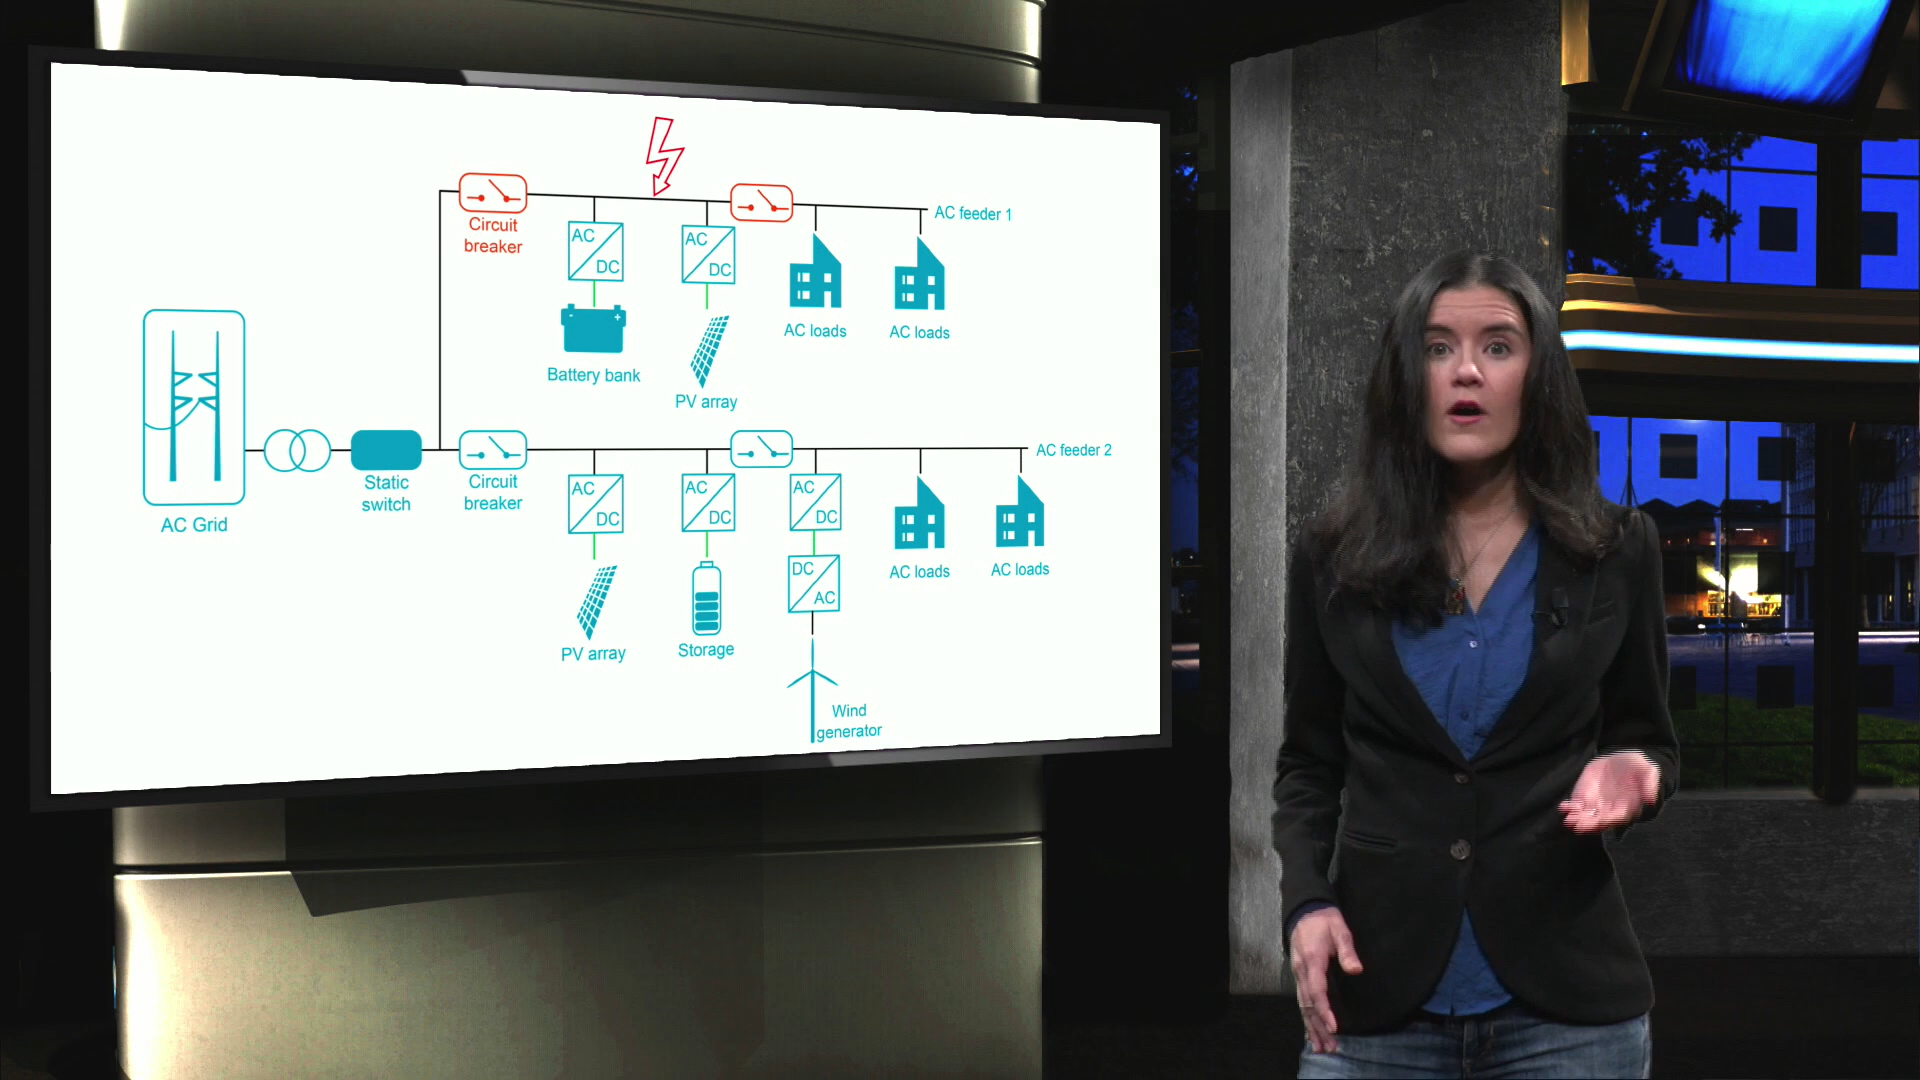 AC feeder 1
Circuit
breaker
AC
DC
AC
DC
AC loads
AC loads
Battery bank
PV array
AC feeder 2
Static
switch
Circuit
breaker
AC
DC
AC
DC
AC
DC
AC Grid
DC
AC
AC loads
AC loads
PV array
Storage
Wind
generator